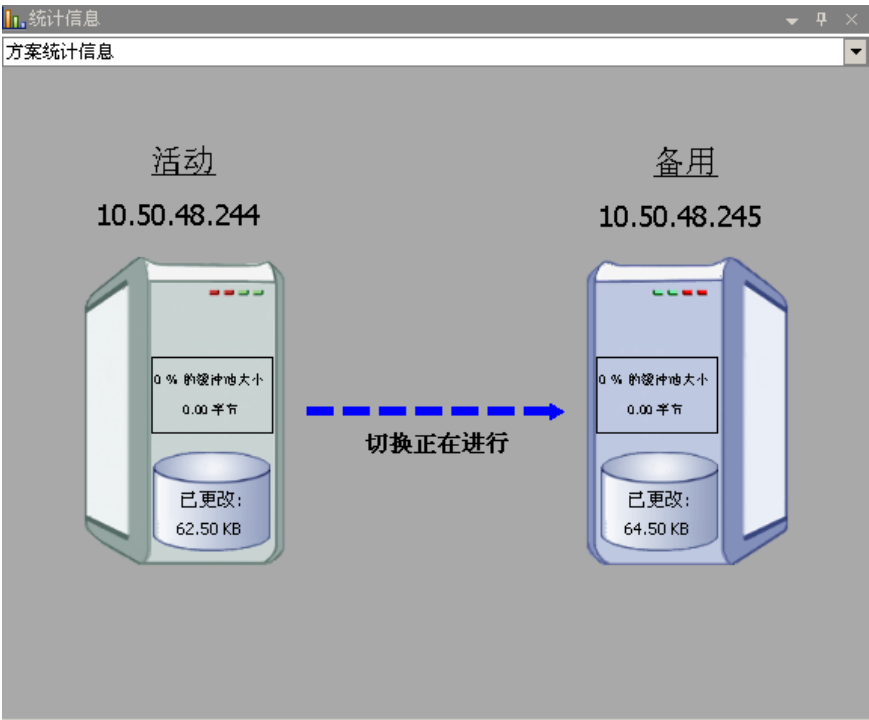 统计信息
方案统计信息
活动
备用
10.50.48.244
10.50.48.245
0 % 的缓冲池大小
0.00 字节
0 % 的缓冲池大小
0.00 字节
切换正在进行
已更改:
62.50 KB
已更改:
64.50 KB